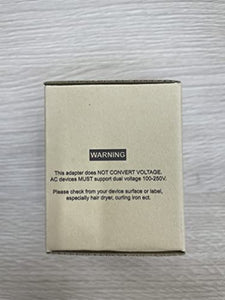 WARNING
This adapter does NOT CONVERT VOLTAGE.
AC devices MUST support dual voltage 100-250V.
Please check from your device surface or label,
especially hair dryer, curling iron ect.